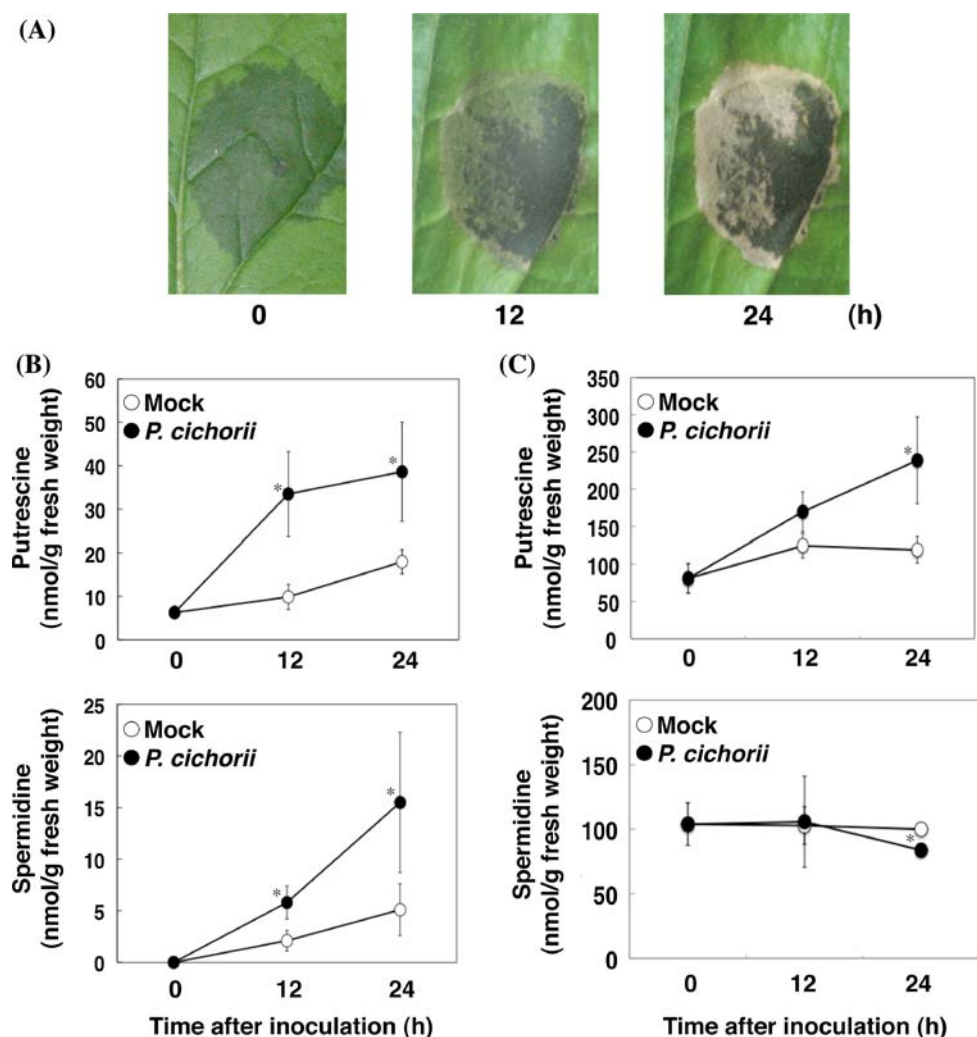 (A)
0 12 24 (h)
(B)
Putrescine
(nmol/g fresh weight)
60
50
40
30
20
10
0
Mock
P. cichorii
*
*
0 12 24
Spermidine
(nmol/g fresh weight)
25
20
15
10
5
0
Mock
P. cichorii
*
*
0 12 24
Time after inoculation (h)
(C)
Putrescine
(nmol/g fresh weight)
350
300
250
200
150
100
50
0
Mock
P. cichorii
*
0 12 24
Spermidine
(nmol/g fresh weight)
200
150
100
50
0
Mock
P. cichorii
*
0 12 24
Time after inoculation (h)